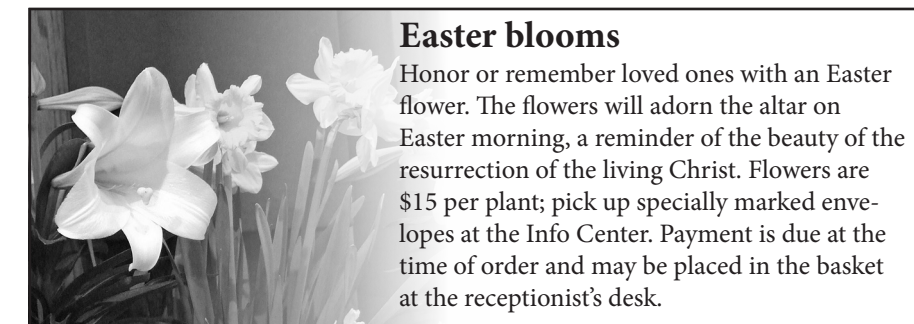 Easter blooms
Honor or remember loved ones with an Easter
flower. The flowers will adorn the altar on
Easter morning, a reminder of the beauty of the
resurrection of the living Christ. Flowers are
$15 per plant; pick up specially marked enve-
lopes at the Info Center. Payment is due at the
time of order and may be placed in the basket
at the receptionist's desk.